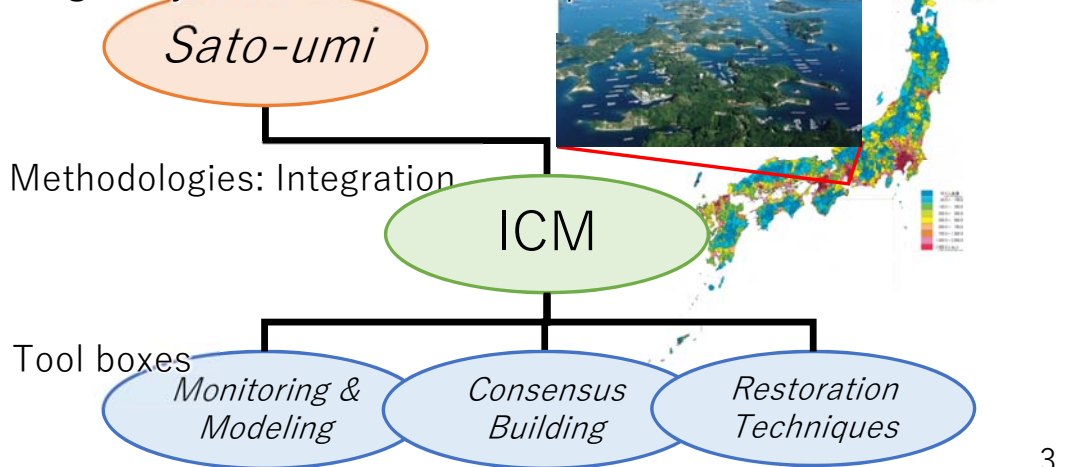 Sato-umi
Methodologies: Integration
ICM
Tool boxes
Monitoring &
Modeling
Consensus
Building
Restoration
Techniques
3